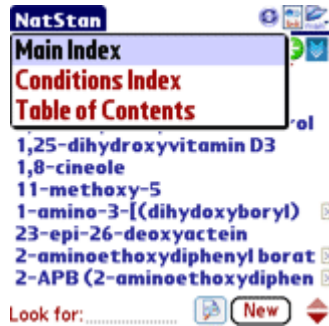 NatStan
Main Index
Conditions Index
Table of Contents
rol
1,25-dihydroxyvitamin D3
1,8-cineole
11-methoxy-5
1-amino-3-[(dihydoxyboryl)
23-epi-26-deoxyactein
2-aminoethoxydiphenyl borat
2-APB (2-aminoethoxydiphen
Look for: New